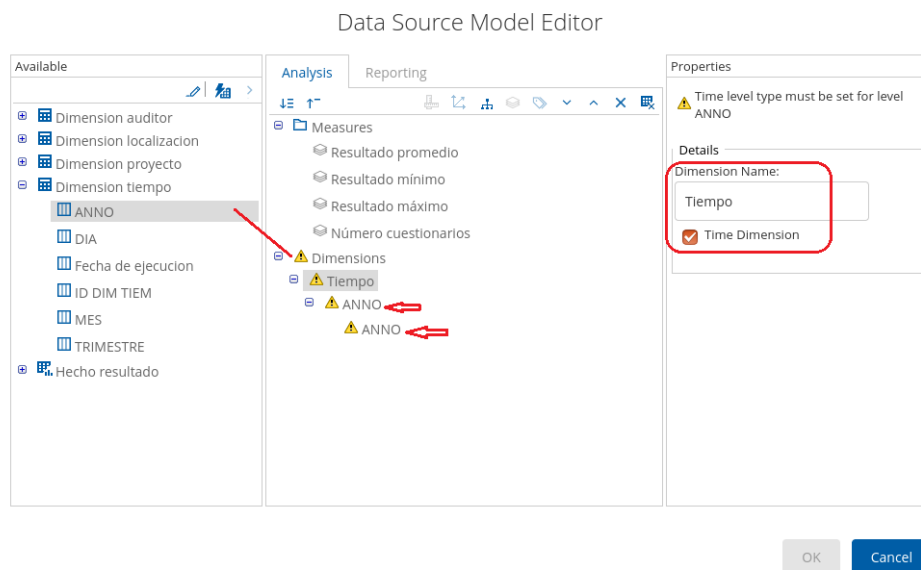 Data Source Model Editor
Available
Dimension auditor
Dimension localizacion
Dimension proyecto
Dimension tiempo
ANNO
DIA
Fecha de ejecucion
ID DIM TIEM
MES
TRIMESTRE
Hecho resultado
Analysis
Reporting
Measures
Resultado promedio
Resultado mínimo
Resultado máximo
Número cuestionarios
Dimensions
Tiempo
ANNO
ANNO
Properties
Time level type must be set for level
ANNO
Details
Dimension Name:
Tiempo
Time Dimension
OK
Cancel